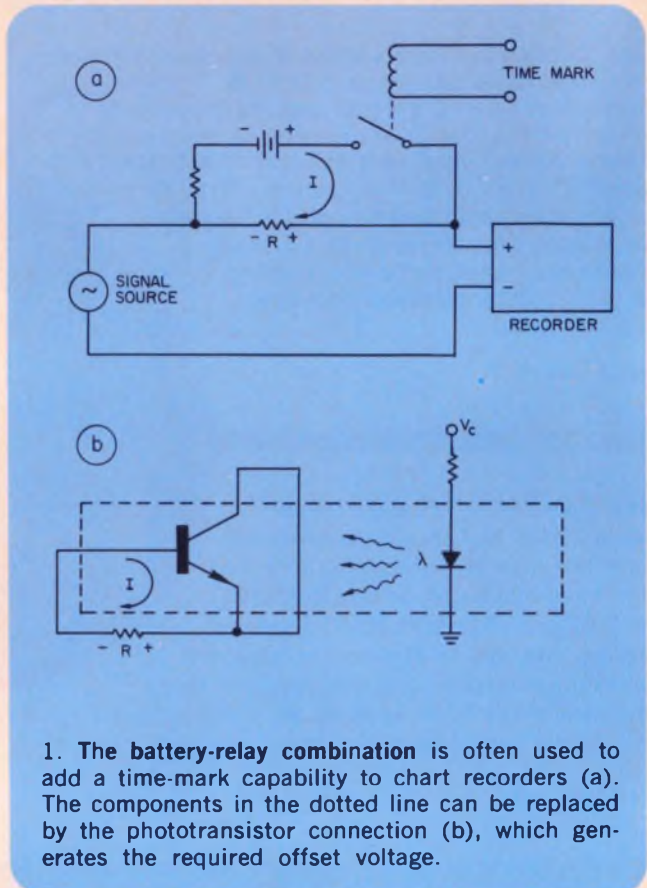 a
TIME MARK
- +
I
- R +
SIGNAL
SOURCE
~
+
-
RECORDER
b
Vc
λ
I
- R +
1. The battery-relay combination is often used to
add a time-mark capability to chart recorders (a).
The components in the dotted line can be replaced
by the phototransistor connection (b), which gen-
erates the required offset voltage.